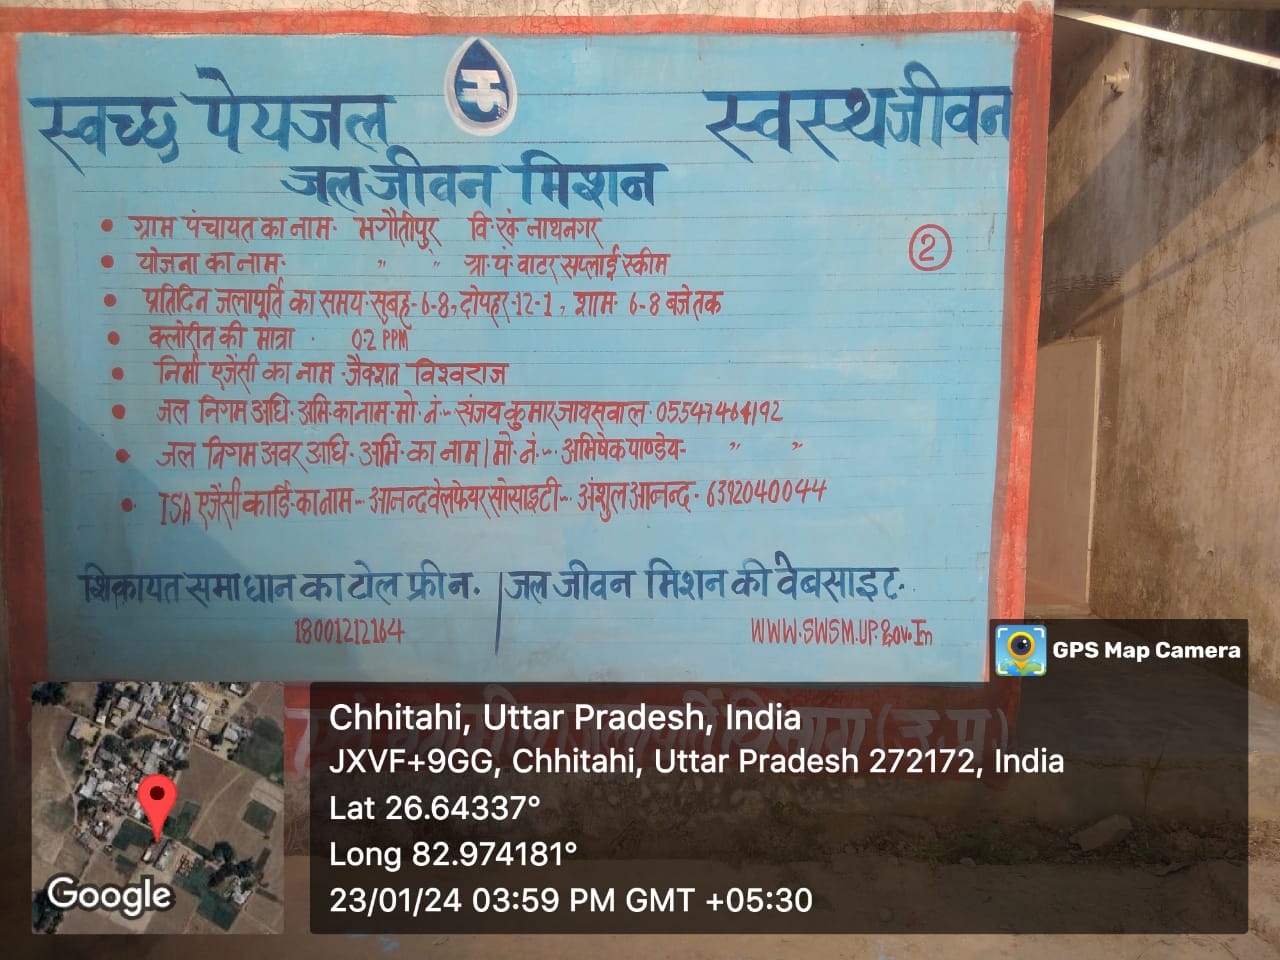 स्वच्छ पेयजल स्वस्थ जीवन
जल जीवन मिशन
• ग्राम पंचायत का नाम- भगौतीपुर वि.खं. नाथनगर
②
• योजना का नाम- " " ग्रा.पं. वाटर सप्लाई स्कीम
• प्रतिदिन जलापूर्ति का समय-सुबह-6-8, दोपहर-12-1, शाम- 6-8 बजे तक
• क्लोरीन की मात्रा · 0.2 PPM
• निर्मा एजेंसी का नाम - जैक्शन विश्वराज
• जल निगम अधि. अभि. का नाम-मो. नं.-- संजय कुमार जायसवाल- 05547464192
• जल निगम अवर अधि. अभि. का नाम/मो. नं.-- अभिषेक पाण्डेय- " "
• ISA एजेंसी कार्डि. का नाम-- आनन्द वेलफेयर सोसाइटी-- अंशुल आनन्द - 6392040044
शिकायत समाधान का टोल फ्री न. | जल जीवन मिशन की वेबसाइट-
18001212164 WWW.SWSM.UP.Gov.In
GPS Map Camera
Chhitahi, Uttar Pradesh, India
JXVF+9GG, Chhitahi, Uttar Pradesh 272172, India
Lat 26.64337°
Long 82.974181°
23/01/24 03:59 PM GMT +05:30
Google